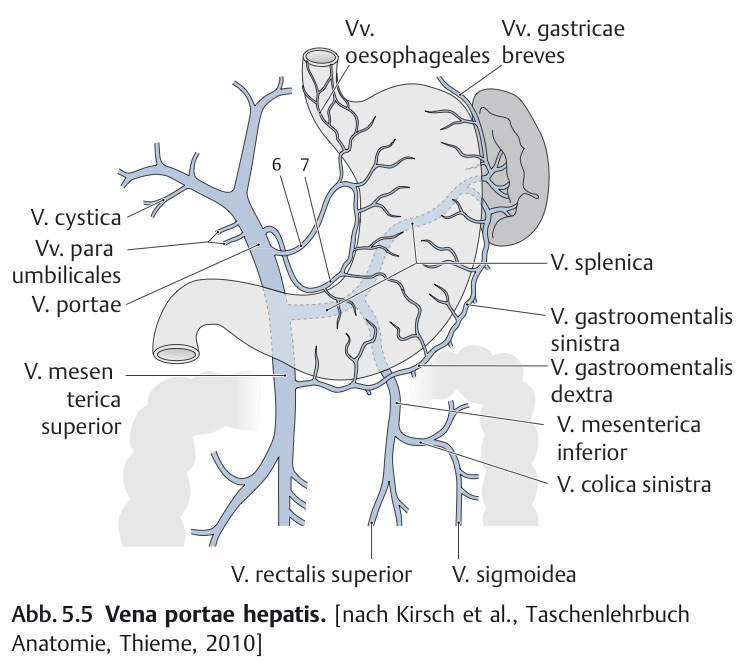 Vv.
oesophageales
Vv. gastricae
breves
6
7
V. cystica
Vv. para
umbilicales
V. portae
V. splenica
V. gastroomentalis
sinistra
V. gastroomentalis
dextra
V. mesen
terica
superior
V. mesenterica
inferior
V. colica sinistra
V. rectalis superior
V. sigmoidea
Abb. 5.5 Vena portae hepatis. [nach Kirsch et al., Taschenlehrbuch
Anatomie, Thieme, 2010]